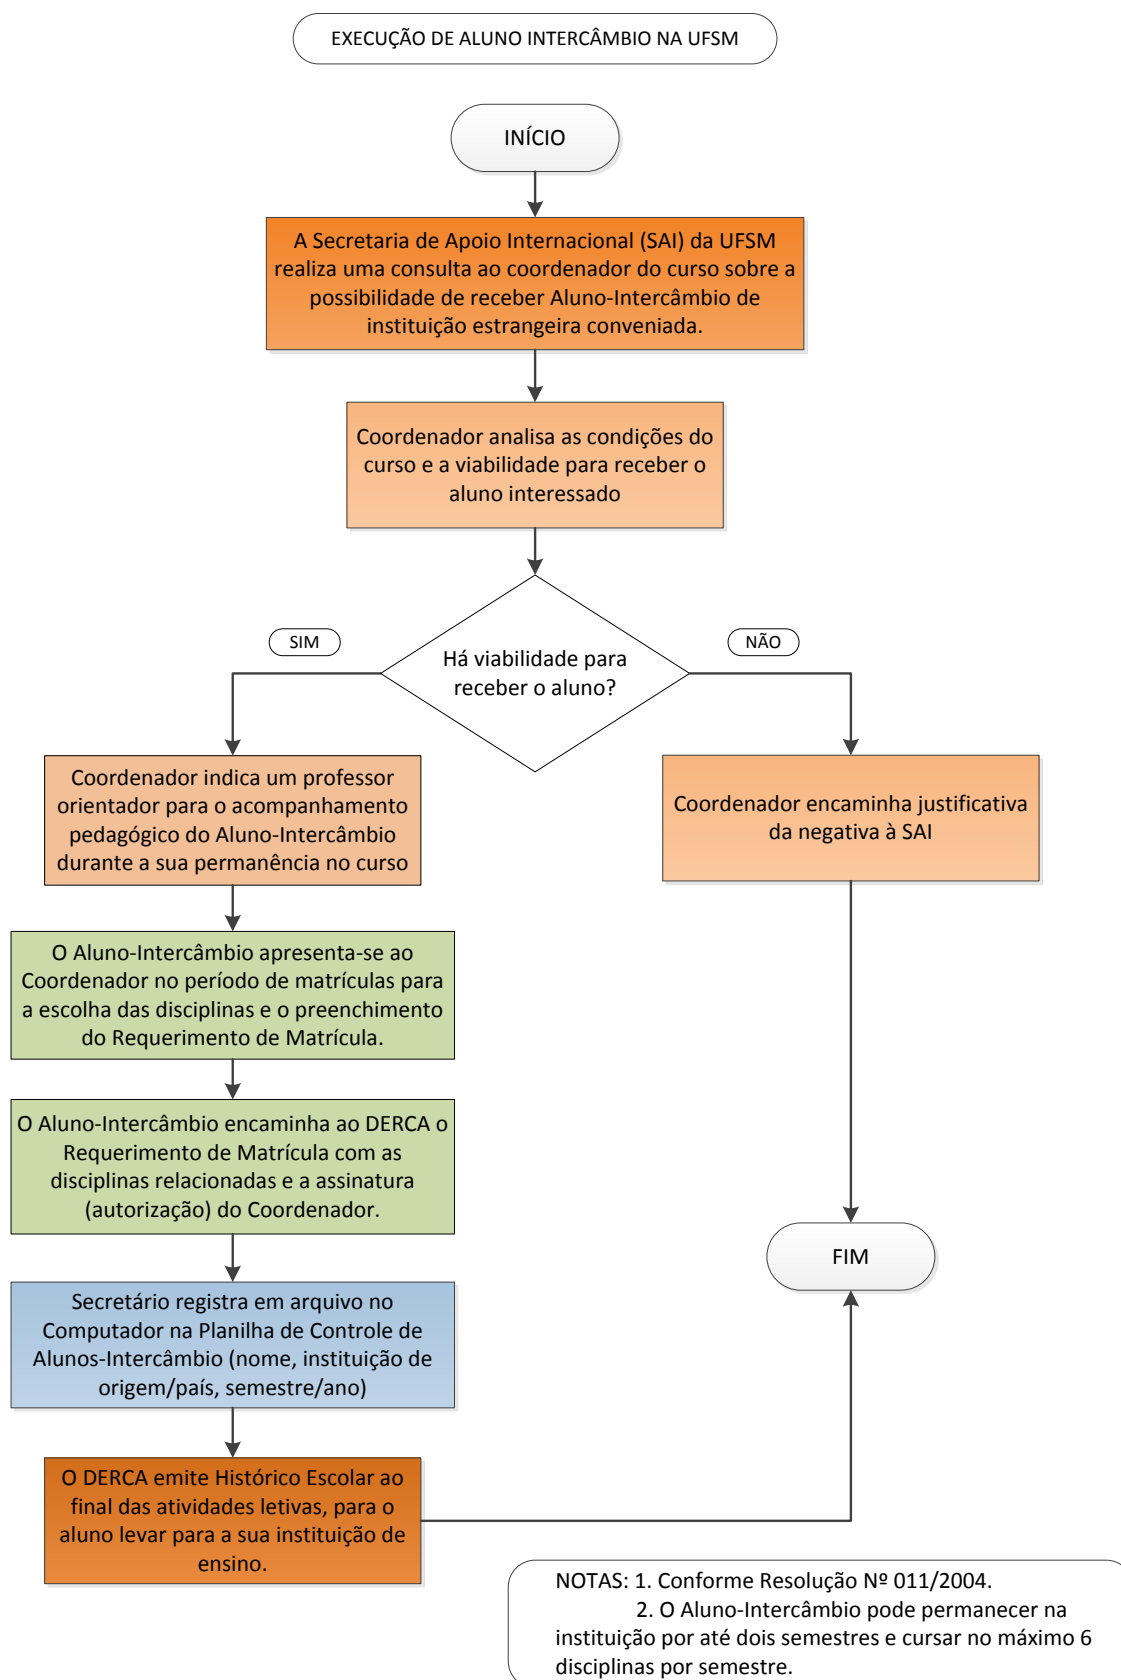 EXECUÇÃO DE ALUNO INTERCÂMBIO NA UFSM
INÍCIO
A Secretaria de Apoio Internacional (SAI) da UFSM
realiza uma consulta ao coordenador do curso sobre a
possibilidade de receber Aluno-Intercâmbio de
instituição estrangeira conveniada.
Coordenador analisa as condições do
curso e a viabilidade para receber o
aluno interessado
Há viabilidade para
receber o aluno?
SIM
NÃO
Coordenador indica um professor
orientador para o acompanhamento
pedagógico do Aluno-Intercâmbio
durante a sua permanência no curso
Coordenador encaminha justificativa
da negativa à SAI
O Aluno-Intercâmbio apresenta-se ao
Coordenador no período de matrículas para
a escolha das disciplinas e o preenchimento
do Requerimento de Matrícula.
O Aluno-Intercâmbio encaminha ao DERCA o
Requerimento de Matrícula com as
disciplinas relacionadas e a assinatura
(autorização) do Coordenador.
FIM
Secretário registra em arquivo no
Computador na Planilha de Controle de
Alunos-Intercâmbio (nome, instituição de
origem/país, semestre/ano)
O DERCA emite Histórico Escolar ao
final das atividades letivas, para o
aluno levar para a sua instituição de
ensino.
NOTAS: 1. Conforme Resolução Nº 011/2004.
2. O Aluno-Intercâmbio pode permanecer na
instituição por até dois semestres e cursar no máximo 6
disciplinas por semestre.